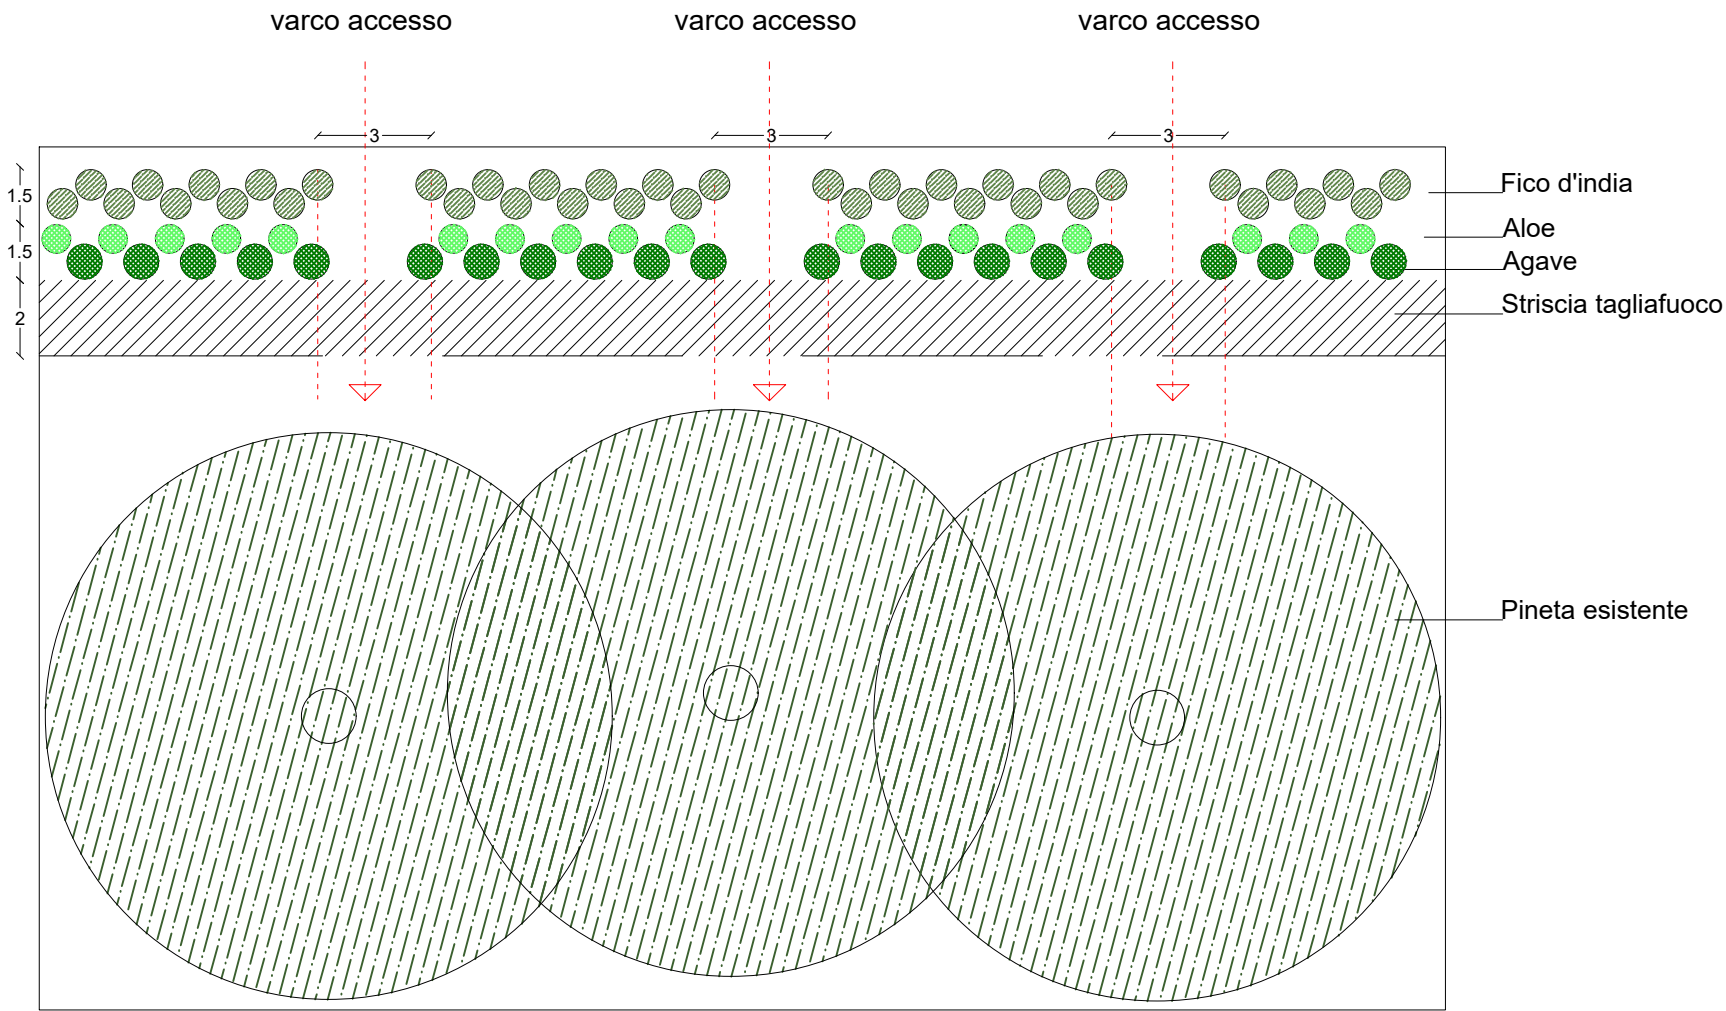 varco accesso varco accesso varco accesso
3 3 3
1.5
Fico d'india
Aloe
1.5
Agave
Striscia tagliafuoco
2
Pineta esistente